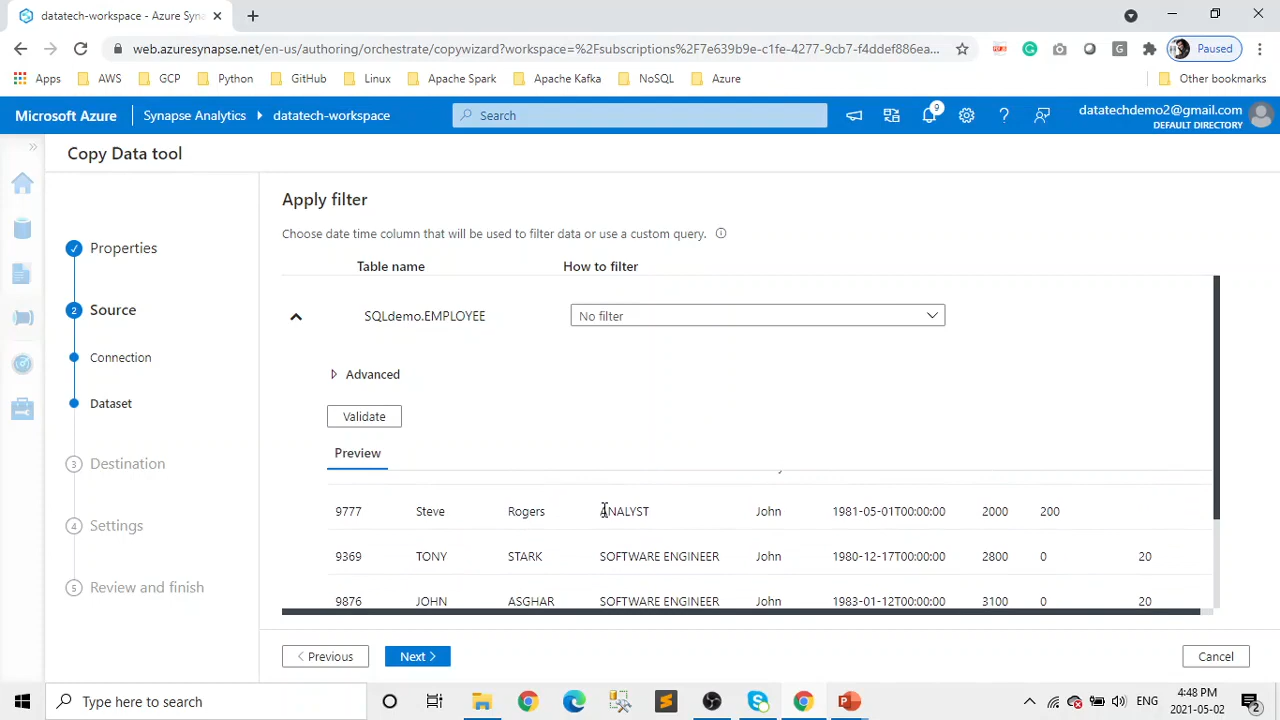 datatech-workspace - Azure Syna
web.azuresynapse.net/en-us/authoring/orchestrate/copywizard?workspace=%2Fsubscriptions%2F7e639b9e-c1fe-4277-9cb7-f4ddef886ea...
Paused
Apps AWS GCP Python GitHub Linux Apache Spark Apache Kafka NoSQL Azure Other bookmarks
Microsoft Azure Synapse Analytics datatech-workspace Search 9 datatechdemo2@gmail.com
DEFAULT DIRECTORY
Copy Data tool
Properties
2 Source
Connection
Dataset
3 Destination
4 Settings
5 Review and finish
Apply filter
Choose date time column that will be used to filter data or use a custom query.
Table name How to filter
SQLdemo.EMPLOYEE No filter
Advanced
Validate
Preview
9777 Steve Rogers ANALYST John 1981-05-01T00:00:00 2000 200
9369 TONY STARK SOFTWARE ENGINEER John 1980-12-17T00:00:00 2800 0 20
9876 JOHN ASGHAR SOFTWARE ENGINEER John 1983-01-12T00:00:00 3100 0 20
< Previous Next > Cancel
Type here to search
ENG
4:48 PM
2021-05-02
2